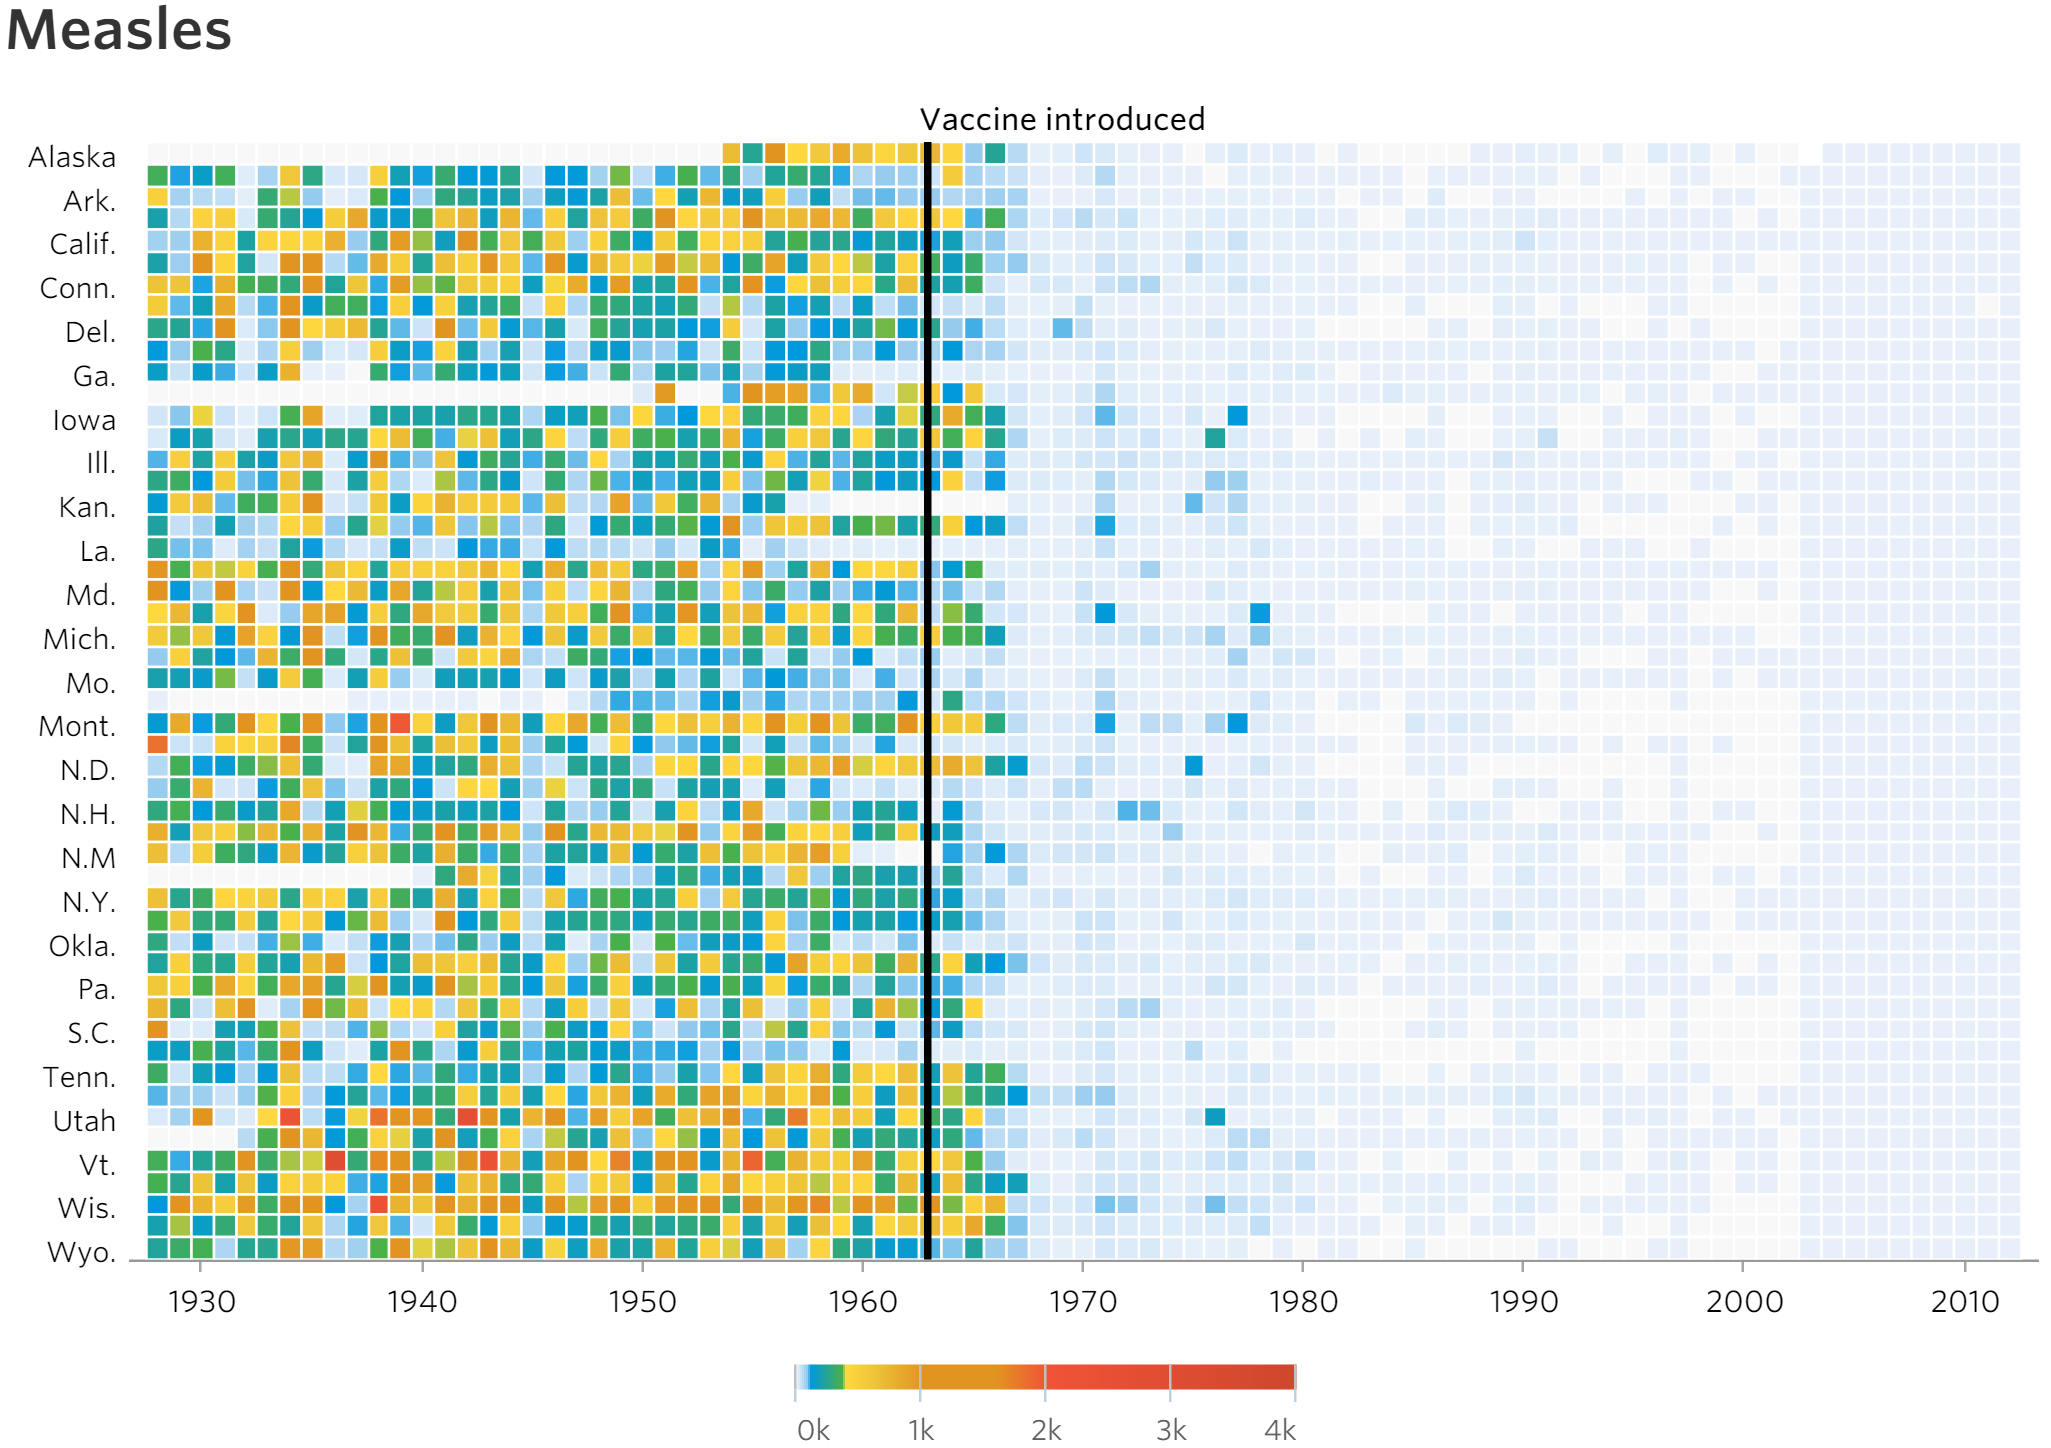 Measles
Vaccine introduced
Alaska
Ark.
Calif.
Conn.
Del.
Ga.
Iowa
Ill.
Kan.
La.
Md.
Mich.
Mo.
Mont.
N.D.
N.H.
N.M
N.Y.
Okla.
Pa.
S.C.
Tenn.
Utah
Vt.
Wis.
Wyo.
1930 1940 1950 1960 1970 1980 1990 2000 2010
0k 1k 2k 3k 4k